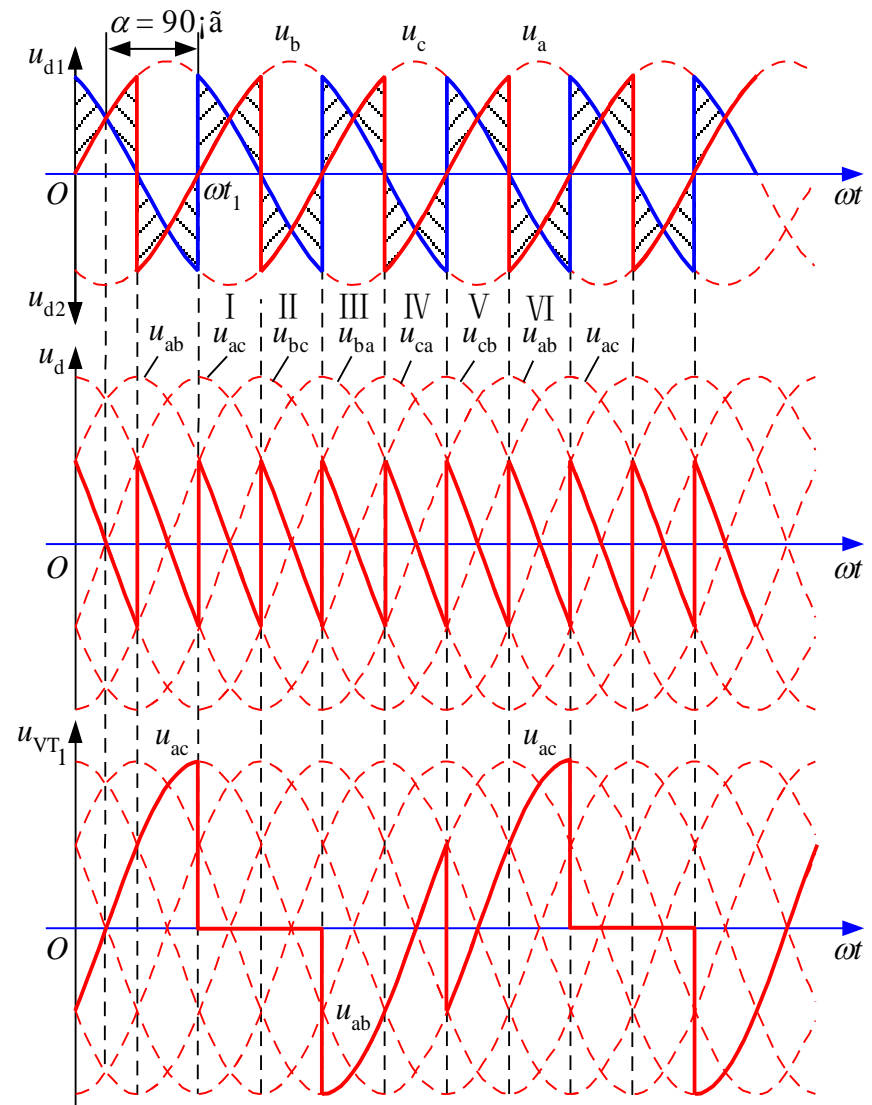 α = 90¡ã
u_b u_c u_a
u_d1
O ωt_1 ωt
u_d2
Ⅰ Ⅱ Ⅲ Ⅳ Ⅴ Ⅵ
u_ab u_ac u_bc u_ba u_ca u_cb u_ab u_ac
u_d
O ωt
u_VT_1 u_ac u_ac
O ωt
u_ab